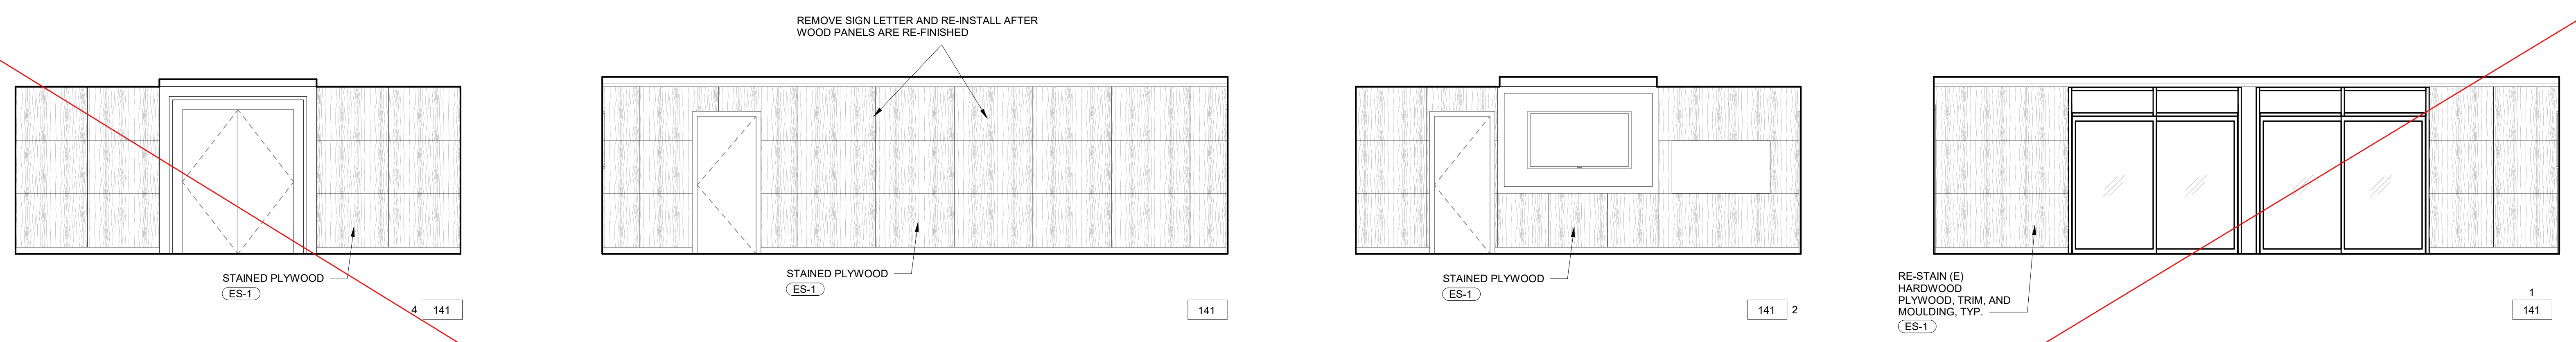 REMOVE SIGN LETTER AND RE-INSTALL AFTER
WOOD PANELS ARE RE-FINISHED
STAINED PLYWOOD
ES-1
4 141
STAINED PLYWOOD
ES-1
141
STAINED PLYWOOD
ES-1
141 2
RE-STAIN (E)
HARDWOOD
PLYWOOD, TRIM, AND
MOULDING, TYP.
ES-1
1
141